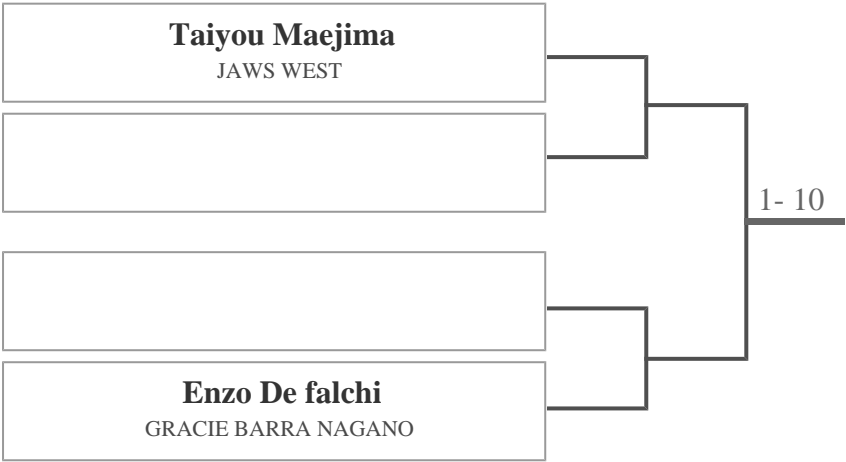 Taiyou Maejima
JAWS WEST
1- 10
Enzo De falchi
GRACIE BARRA NAGANO